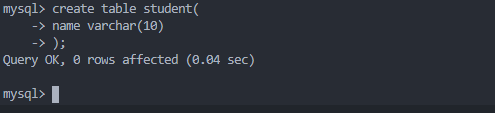 mysql> create table student(
    -> name varchar(10)
    -> );
Query OK, 0 rows affected (0.04 sec)
mysql>